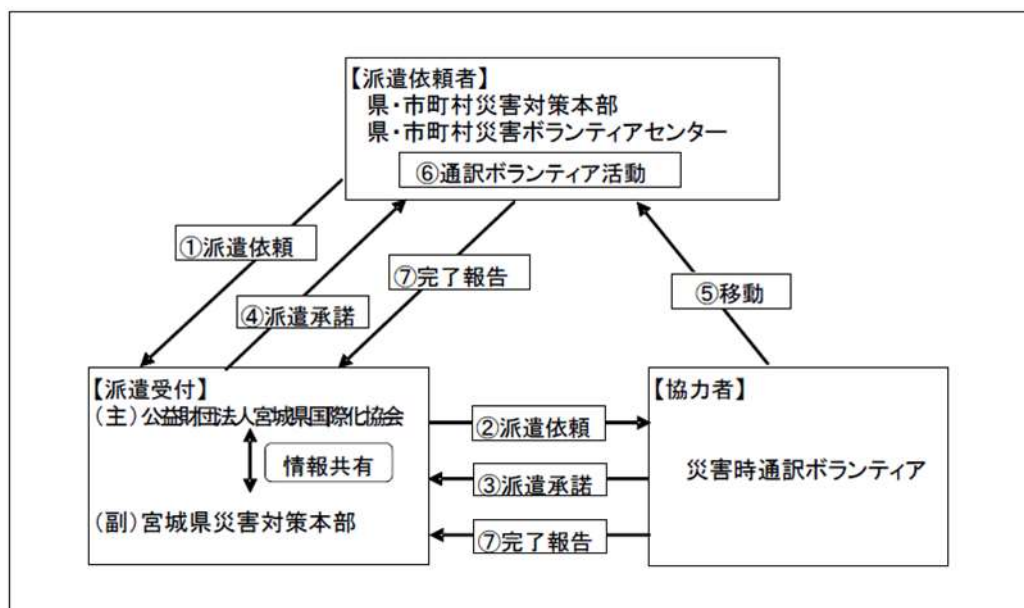 【派遣依頼者】
県・市町村災害対策本部
県・市町村災害ボランティアセンター
⑥通訳ボランティア活動
①派遣依頼
④派遣承諾
⑦完了報告
⑤移動
【派遣受付】
(主)公益財団法人宮城県国際化協会
情報共有
(副)宮城県災害対策本部
②派遣依頼
③派遣承諾
⑦完了報告
【協力者】
災害時通訳ボランティア